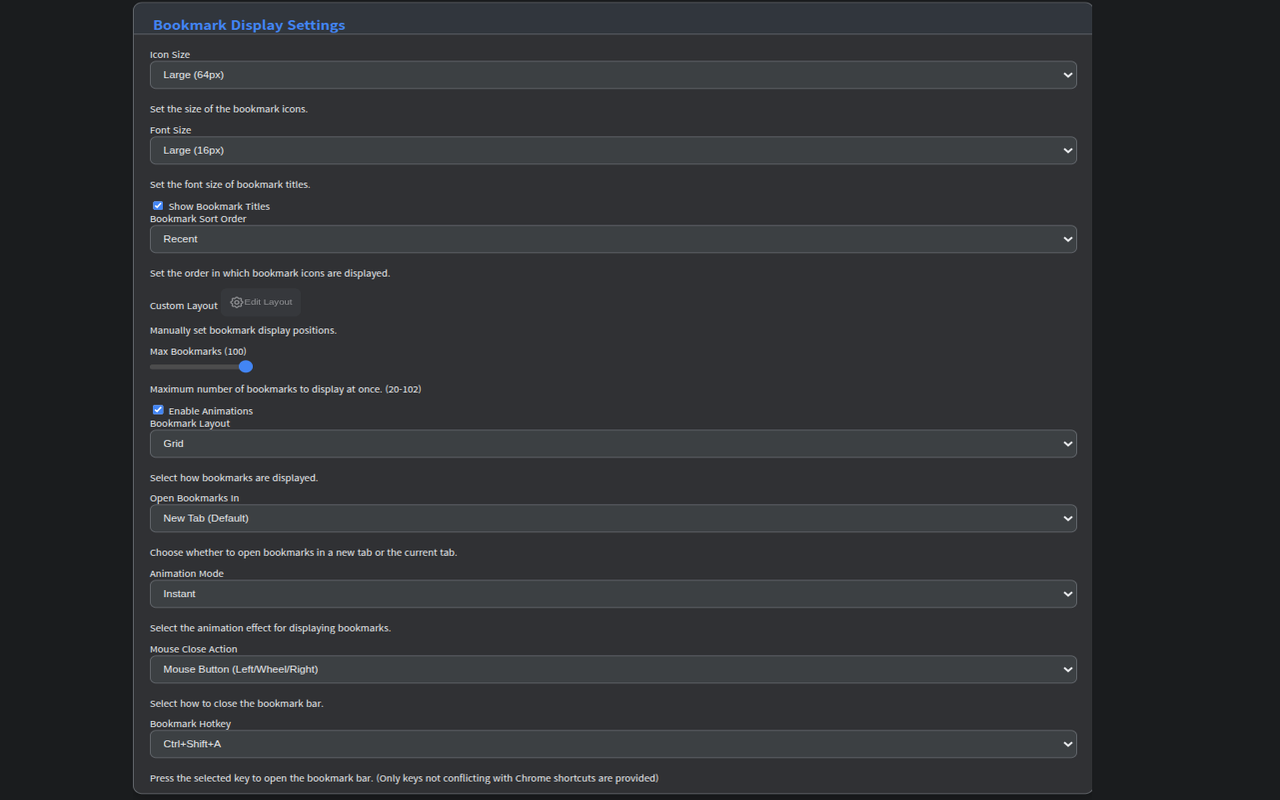 Bookmark Display Settings
Icon Size
Large (64px)
Set the size of the bookmark icons.
Font Size
Large (16px)
Set the font size of bookmark titles.
Show Bookmark Titles
Bookmark Sort Order
Recent
Set the order in which bookmark icons are displayed.
Custom Layout Edit Layout
Manually set bookmark display positions.
Max Bookmarks (100)
Maximum number of bookmarks to display at once. (20-102)
Enable Animations
Bookmark Layout
Grid
Select how bookmarks are displayed.
Open Bookmarks In
New Tab (Default)
Choose whether to open bookmarks in a new tab or the current tab.
Animation Mode
Instant
Select the animation effect for displaying bookmarks.
Mouse Close Action
Mouse Button (Left/Wheel/Right)
Select how to close the bookmark bar.
Bookmark Hotkey
Ctrl+Shift+A
Press the selected key to open the bookmark bar. (Only keys not conflicting with Chrome shortcuts are provided)